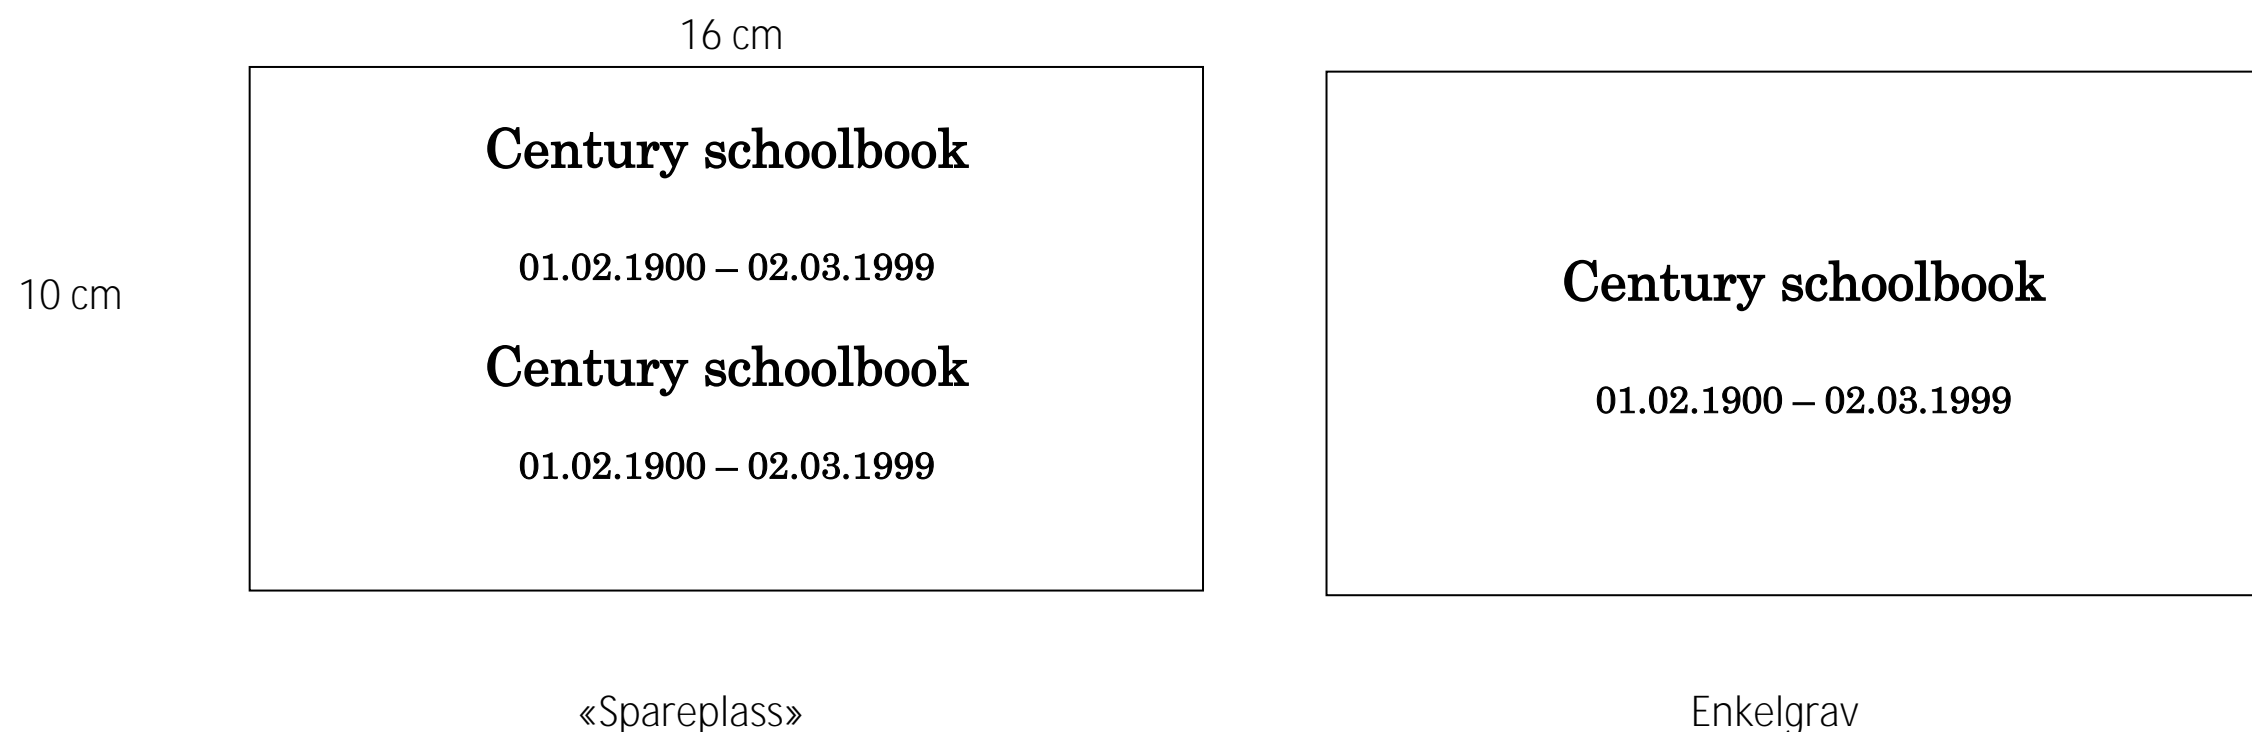 16 cm
Century schoolbook
01.02.1900 – 02.03.1999
10 cm
Century schoolbook
01.02.1900 – 02.03.1999
«Spareplass»
Century schoolbook
01.02.1900 – 02.03.1999
Enkelgrav